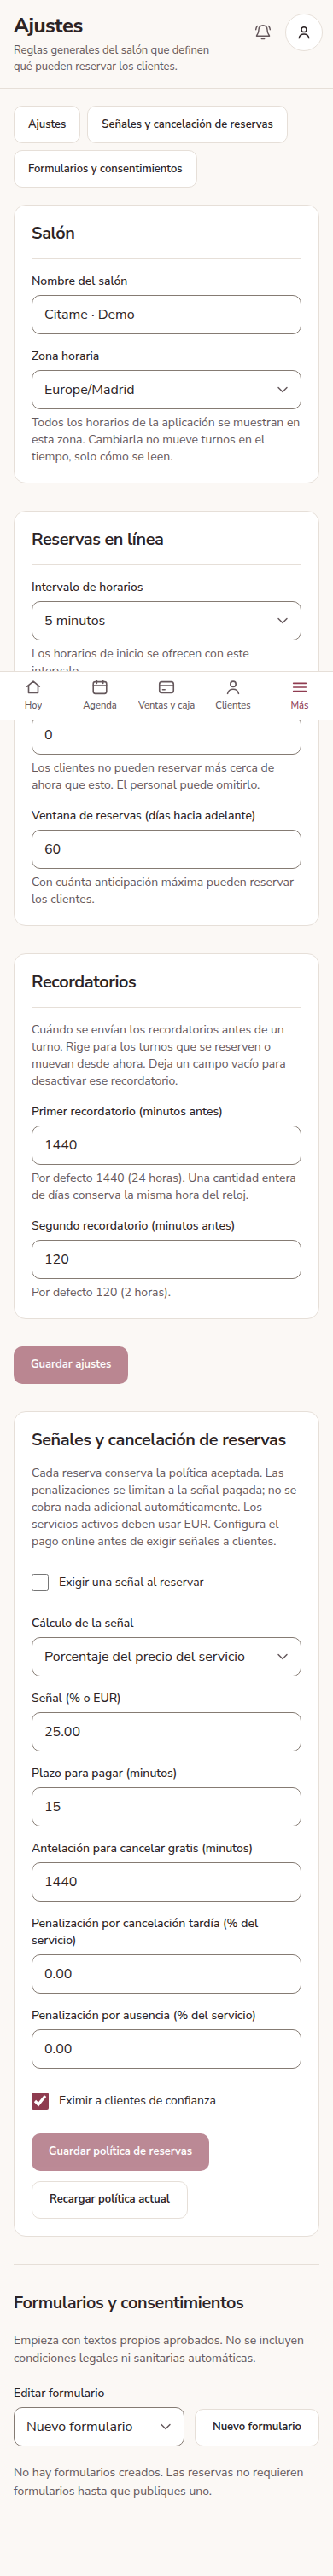 Ajustes
Reglas generales del salón que definen
qué pueden reservar los clientes.
Ajustes
Señales y cancelación de reservas
Formularios y consentimientos
Salón
Nombre del salón
Citame · Demo
Zona horaria
Europe/Madrid
Todos los horarios de la aplicación se muestran en
esta zona. Cambiarla no mueve turnos en el
tiempo, solo cómo se leen.
Reservas en línea
Intervalo de horarios
5 minutos
Los horarios de inicio se ofrecen con este
intervalo.
Hoy
Agenda
Ventas y caja
Clientes
Más
0
Los clientes no pueden reservar más cerca de
ahora que esto. El personal puede omitirlo.
Ventana de reservas (días hacia adelante)
60
Con cuánta anticipación máxima pueden reservar
los clientes.
Recordatorios
Cuándo se envían los recordatorios antes de un
turno. Rige para los turnos que se reserven o
muevan desde ahora. Deja un campo vacío para
desactivar ese recordatorio.
Primer recordatorio (minutos antes)
1440
Por defecto 1440 (24 horas). Una cantidad entera
de días conserva la misma hora del reloj.
Segundo recordatorio (minutos antes)
120
Por defecto 120 (2 horas).
Guardar ajustes
Señales y cancelación de reservas
Cada reserva conserva la política aceptada. Las
penalizaciones se limitan a la señal pagada; no se
cobra nada adicional automáticamente. Los
servicios activos deben usar EUR. Configura el
pago online antes de exigir señales a clientes.
Exigir una señal al reservar
Cálculo de la señal
Porcentaje del precio del servicio
Señal (% o EUR)
25.00
Plazo para pagar (minutos)
15
Antelación para cancelar gratis (minutos)
1440
Penalización por cancelación tardía (% del
servicio)
0.00
Penalización por ausencia (% del servicio)
0.00
Eximir a clientes de confianza
Guardar política de reservas
Recargar política actual
Formularios y consentimientos
Empieza con textos propios aprobados. No se incluyen
condiciones legales ni sanitarias automáticas.
Editar formulario
Nuevo formulario
Nuevo formulario
No hay formularios creados. Las reservas no requieren
formularios hasta que publiques uno.